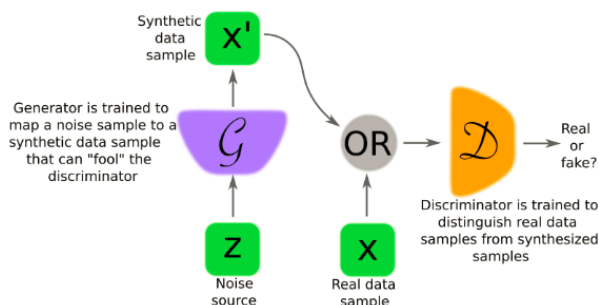 Synthetic
data
sample
x'
Generator is trained to
map a noise sample to a
synthetic data sample
that can "fool" the
discriminator
G
z
Noise
source
OR
x
Real data
sample
D
Real
or
fake?
Discriminator is trained to
distinguish real data
samples from synthesized
samples